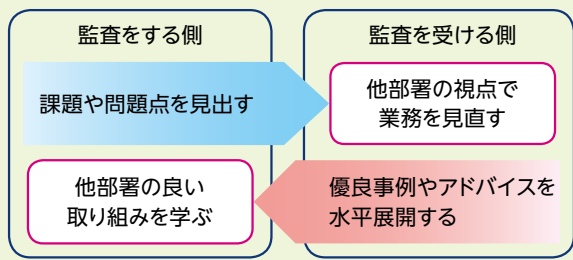 監査をする側
監査を受ける側
課題や問題点を見出す
他部署の視点で
業務を見直す
他部署の良い
取り組みを学ぶ
優良事例やアドバイスを
水平展開する